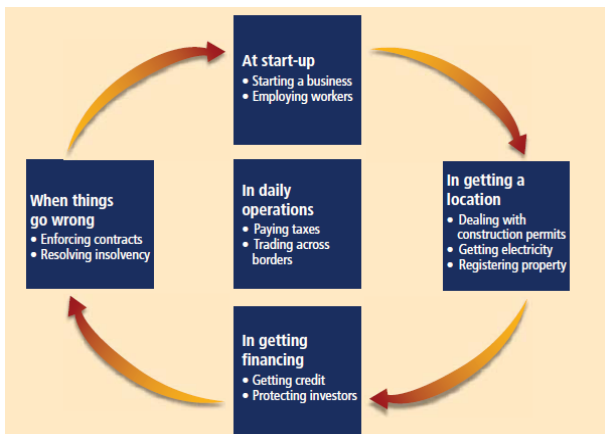 At start-up
• Starting a business
• Employing workers
When things
go wrong
• Enforcing contracts
• Resolving insolvency
In daily
operations
• Paying taxes
• Trading across
borders
In getting a
location
• Dealing with
construction permits
• Getting electricity
• Registering property
In getting
financing
• Getting credit
• Protecting investors